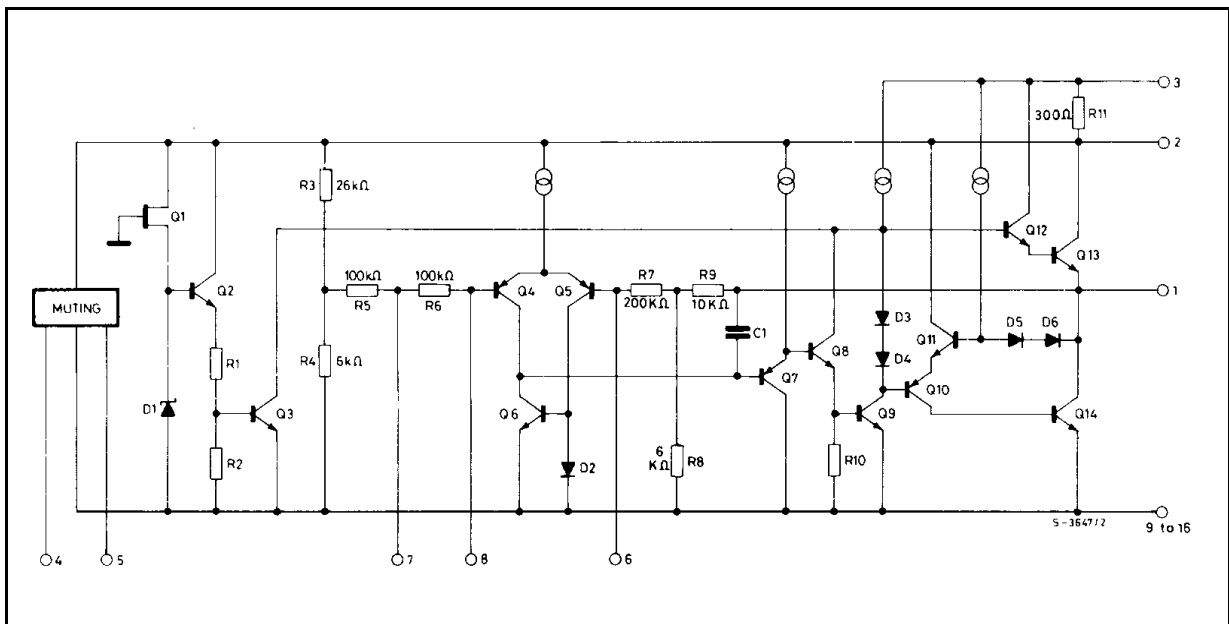 3
300Ω R11
2
R3 26kΩ
Q1
Q12
Q13
100kΩ 100kΩ
R7 R9
Q2
Q4 Q5
1
R5 R6
200KΩ 10KΩ
MUTING
D3
D5 D6
C1
Q11
Q8
R1
R4 6kΩ
D4
Q7
Q10
D1
Q3
Q6
Q9
Q14
R2
6
KΩ R8
D2
R10
S-3647/2
9 to 16
4 5 7 8 6